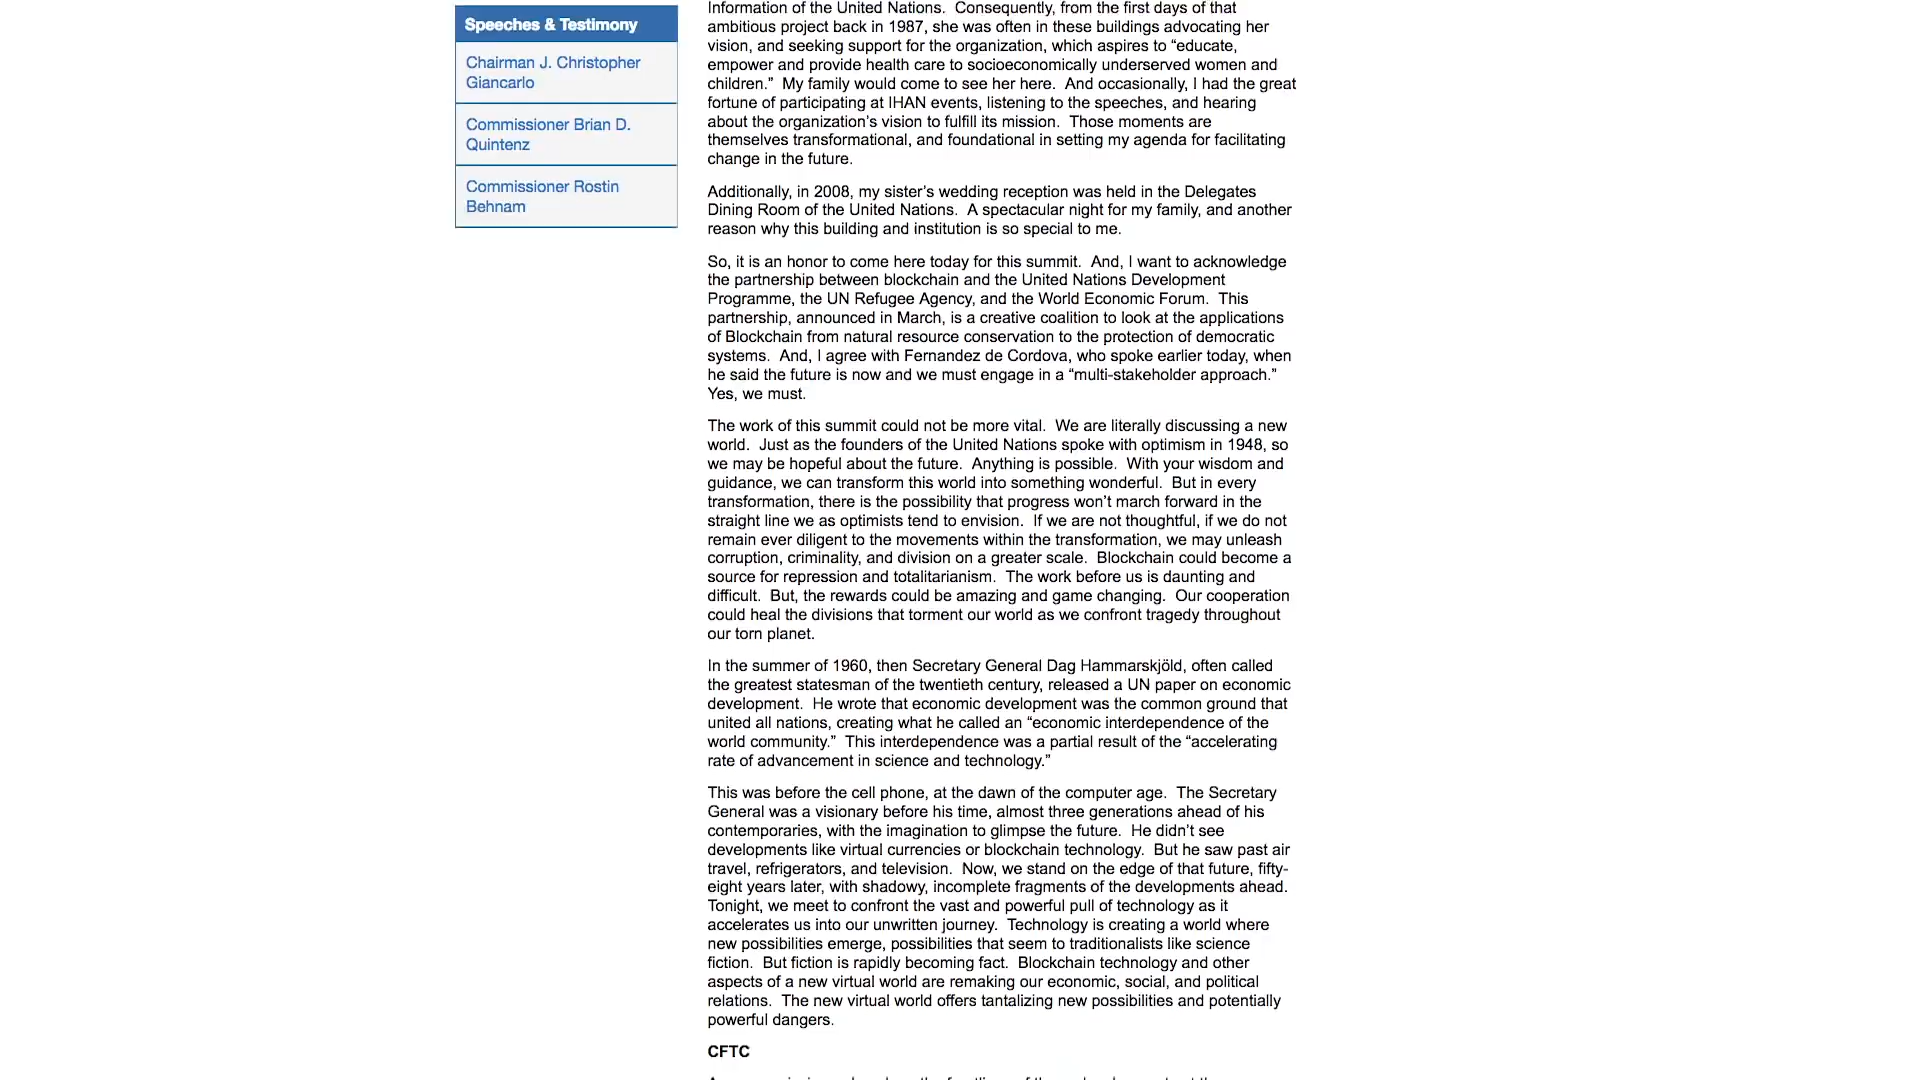 Speeches & Testimony
Chairman J. Christopher
Giancarlo
Commissioner Brian D.
Quintenz
Commissioner Rostin
Behnam
Information of the United Nations.  Consequently, from the first days of that
ambitious project back in 1987, she was often in these buildings advocating her
vision, and seeking support for the organization, which aspires to “educate,
empower and provide health care to socioeconomically underserved women and
children.”  My family would come to see her here.  And occasionally, I had the great
fortune of participating at IHAN events, listening to the speeches, and hearing
about the organization’s vision to fulfill its mission.  Those moments are
themselves transformational, and foundational in setting my agenda for facilitating
change in the future.
Additionally, in 2008, my sister’s wedding reception was held in the Delegates
Dining Room of the United Nations.  A spectacular night for my family, and another
reason why this building and institution is so special to me.
So, it is an honor to come here today for this summit.  And, I want to acknowledge
the partnership between blockchain and the United Nations Development
Programme, the UN Refugee Agency, and the World Economic Forum.  This
partnership, announced in March, is a creative coalition to look at the applications
of Blockchain from natural resource conservation to the protection of democratic
systems.  And, I agree with Fernandez de Cordova, who spoke earlier today, when
he said the future is now and we must engage in a “multi-stakeholder approach.”
Yes, we must.
The work of this summit could not be more vital.  We are literally discussing a new
world.  Just as the founders of the United Nations spoke with optimism in 1948, so
we may be hopeful about the future.  Anything is possible.  With your wisdom and
guidance, we can transform this world into something wonderful.  But in every
transformation, there is the possibility that progress won’t march forward in the
straight line we as optimists tend to envision.  If we are not thoughtful, if we do not
remain ever diligent to the movements within the transformation, we may unleash
corruption, criminality, and division on a greater scale.  Blockchain could become a
source for repression and totalitarianism.  The work before us is daunting and
difficult.  But, the rewards could be amazing and game changing.  Our cooperation
could heal the divisions that torment our world as we confront tragedy throughout
our torn planet.
In the summer of 1960, then Secretary General Dag Hammarskjöld, often called
the greatest statesman of the twentieth century, released a UN paper on economic
development.  He wrote that economic development was the common ground that
united all nations, creating what he called an “economic interdependence of the
world community.”  This interdependence was a partial result of the “accelerating
rate of advancement in science and technology.”
This was before the cell phone, at the dawn of the computer age.  The Secretary
General was a visionary before his time, almost three generations ahead of his
contemporaries, with the imagination to glimpse the future.  He didn’t see
developments like virtual currencies or blockchain technology.  But he saw past air
travel, refrigerators, and television.  Now, we stand on the edge of that future, fifty-
eight years later, with shadowy, incomplete fragments of the developments ahead.
Tonight, we meet to confront the vast and powerful pull of technology as it
accelerates us into our unwritten journey.  Technology is creating a world where
new possibilities emerge, possibilities that seem to traditionalists like science
fiction.  But fiction is rapidly becoming fact.  Blockchain technology and other
aspects of a new virtual world are remaking our economic, social, and political
relations.  The new virtual world offers tantalizing new possibilities and potentially
powerful dangers.
CFTC